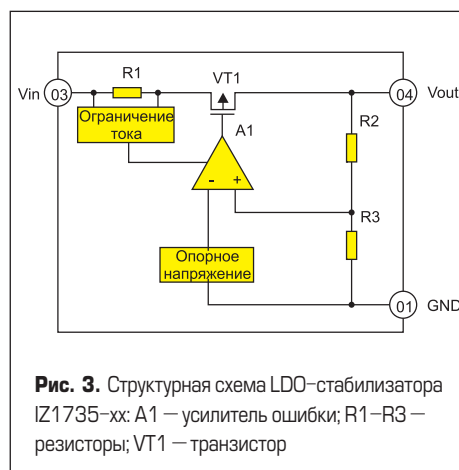 R1
VT1
Vin
03
04
Vout
Ограничение
тока
A1
R2
-
+
R3
Опорное
напряжение
01
GND
Рис. 3. Структурная схема LDO–стабилизатора
IZ1735–xx: A1 — усилитель ошибки; R1–R3 —
резисторы; VT1 — транзистор